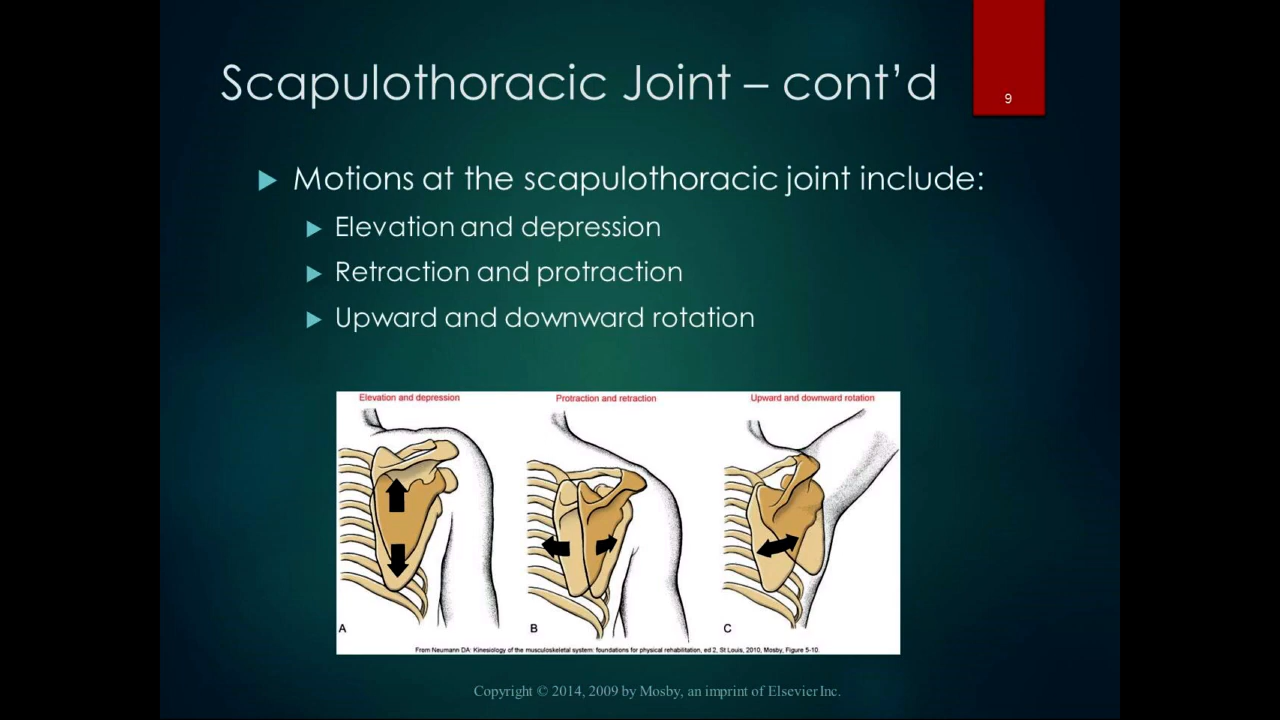 Scapulothoracic Joint – cont’d
9
Motions at the scapulothoracic joint include:
Elevation and depression
Retraction and protraction
Upward and downward rotation
Elevation and depression
Protraction and retraction
Upward and downward rotation
A
B
C
From Neumann DA: Kinesiology of the musculoskeletal system: foundations for physical rehabilitation, ed 2, St Louis, 2010, Mosby, Figure 5-10.
Copyright © 2014, 2009 by Mosby, an imprint of Elsevier Inc.